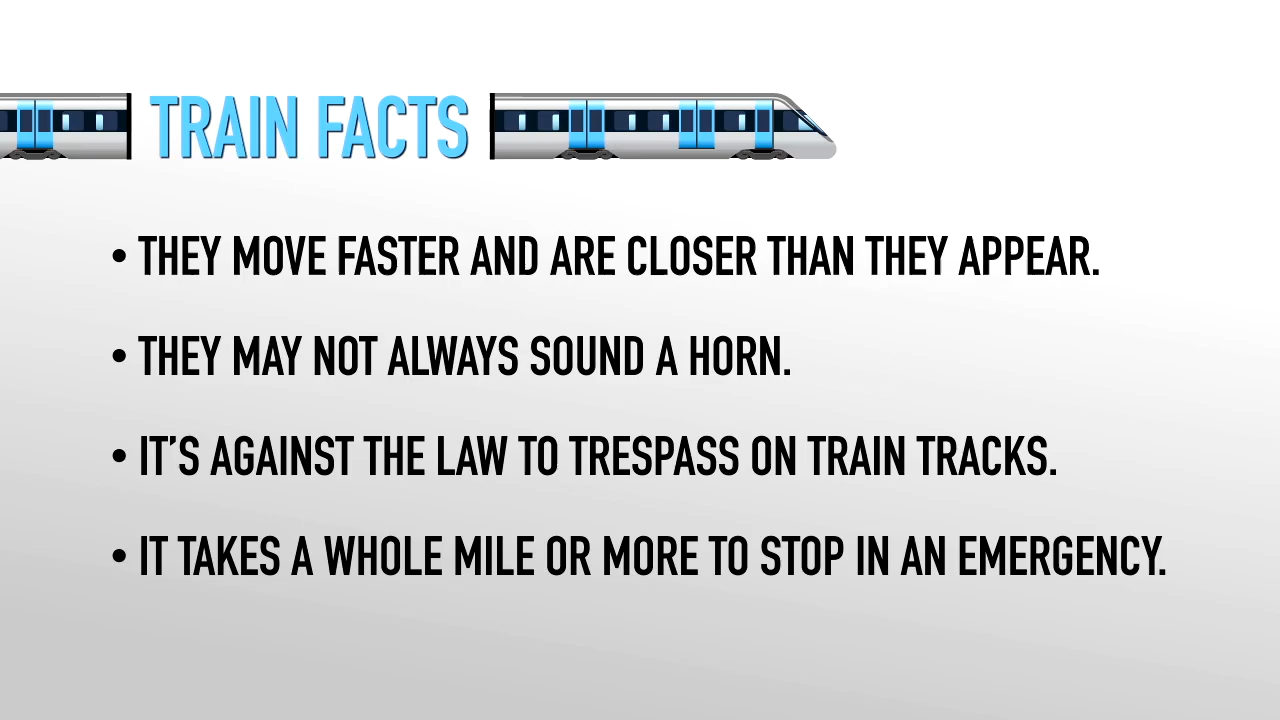 TRAIN FACTS
• THEY MOVE FASTER AND ARE CLOSER THAN THEY APPEAR.
• THEY MAY NOT ALWAYS SOUND A HORN.
• IT’S AGAINST THE LAW TO TRESPASS ON TRAIN TRACKS.
• IT TAKES A WHOLE MILE OR MORE TO STOP IN AN EMERGENCY.